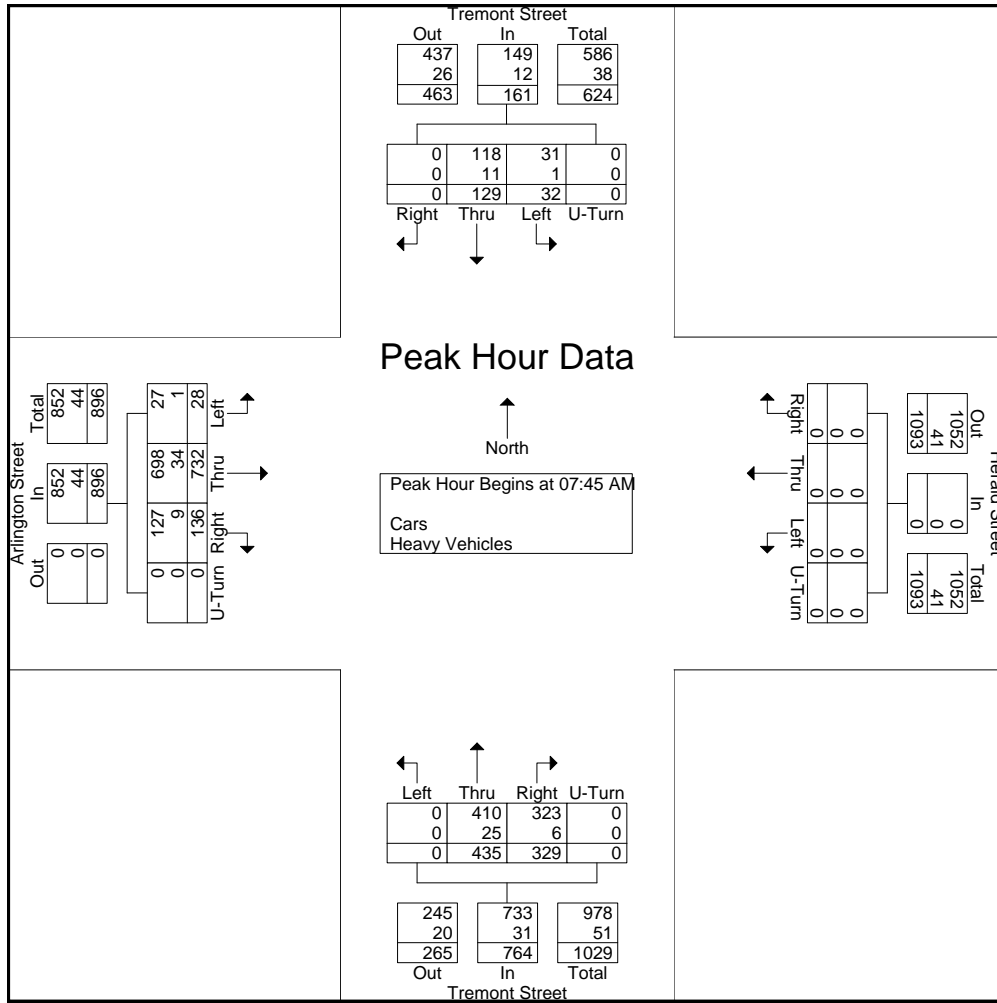 Tremont Street
Out In Total
437 149 586
26 12 38
463 161 624
0 118 31 0
0 11 1 0
0 129 32 0
Right Thru Left U-Turn
Peak Hour Data
North
Peak Hour Begins at 07:45 AM
Cars
Heavy Vehicles
Arlington Street
Out In Total
0 852 852
0 44 44
0 896 896
0 127 698 27
0 9 34 1
0 136 732 28
U-Turn Right Thru Left
Herald Street
Out In Total
1052 0 1052
41 0 41
1093 0 1093
Right Thru Left U-Turn
0 0 0 0
0 0 0 0
0 0 0 0
Left Thru Right U-Turn
0 410 323 0
0 25 6 0
0 435 329 0
245 733 978
20 31 51
265 764 1029
Out In Total
Tremont Street